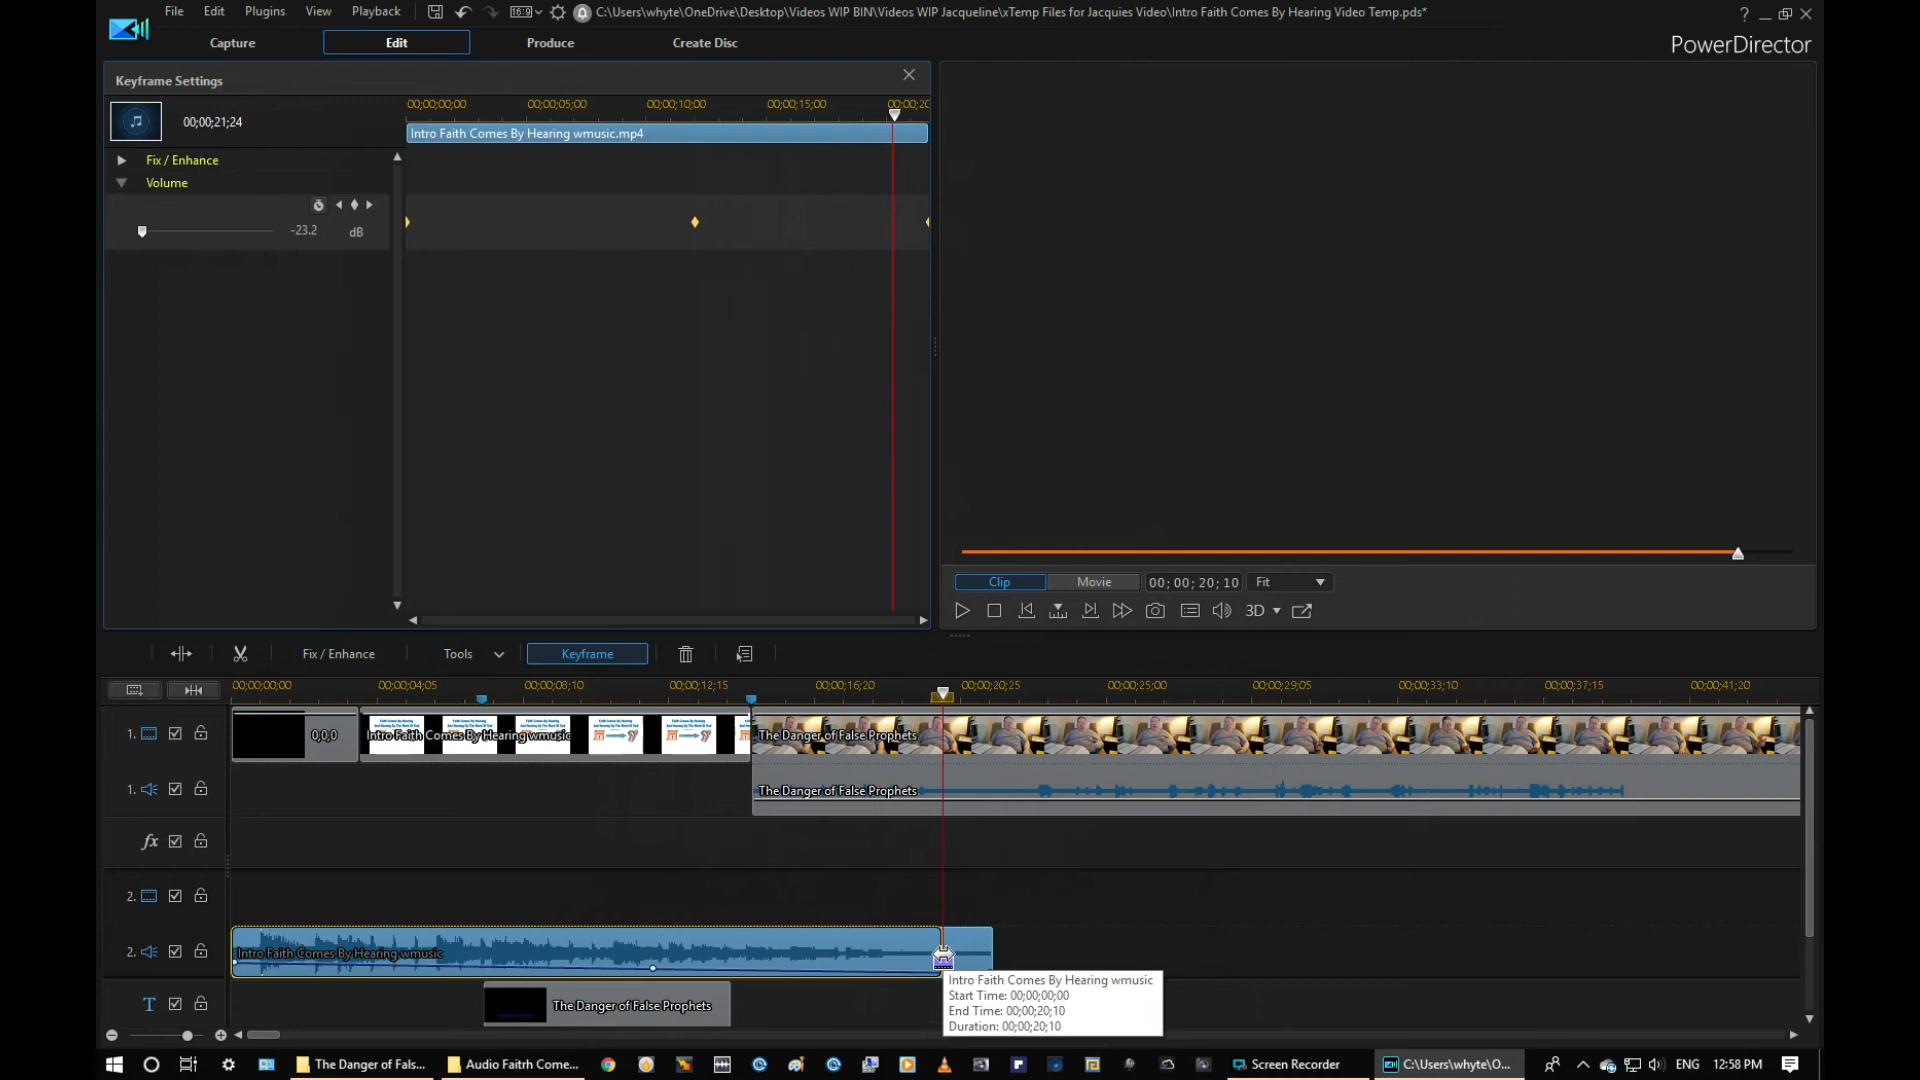 File Edit Plugins View Playback 16:9 C:\Users\whyte\OneDrive\Desktop\Videos WIP BIN\Videos WIP Jacqueline\xTemp Files for Jacquies Video\Intro Faith Comes By Hearing Video Temp.pds* ?
Capture Edit Produce Create Disc PowerDirector
Keyframe Settings
00;00;00;00 00;00;05;00 00;00;10;00 00;00;15;00 00;00;20
00;00;21;24
Intro Faith Comes By Hearing wmusic.mp4
Fix / Enhance
Volume
-23.2 dB
Clip Movie 00; 00; 20; 10 Fit
3D
Fix / Enhance Tools Keyframe
00;00;00;00 00;00;04;05 00;00;08;10 00;00;12;15 00;00;16;20 00;00;20;25 00;00;25;00 00;00;29;05 00;00;33;10 00;00;37;15 00;00;41;20
1. 0,0,0 Intro Faith Comes By Hearing wmusic The Danger of False Prophets
1. The Danger of False Prophets
fx
2.
2. Intro Faith Comes By Hearing wmusic
Intro Faith Comes By Hearing wmusic
Start Time: 00;00;00;00
End Time: 00;00;20;10
Duration: 00;00;20;10
T The Danger of False Prophets
The Danger of Fals... Audio Faitrh Come... Screen Recorder C:\Users\whyte\O... ENG 12:58 PM